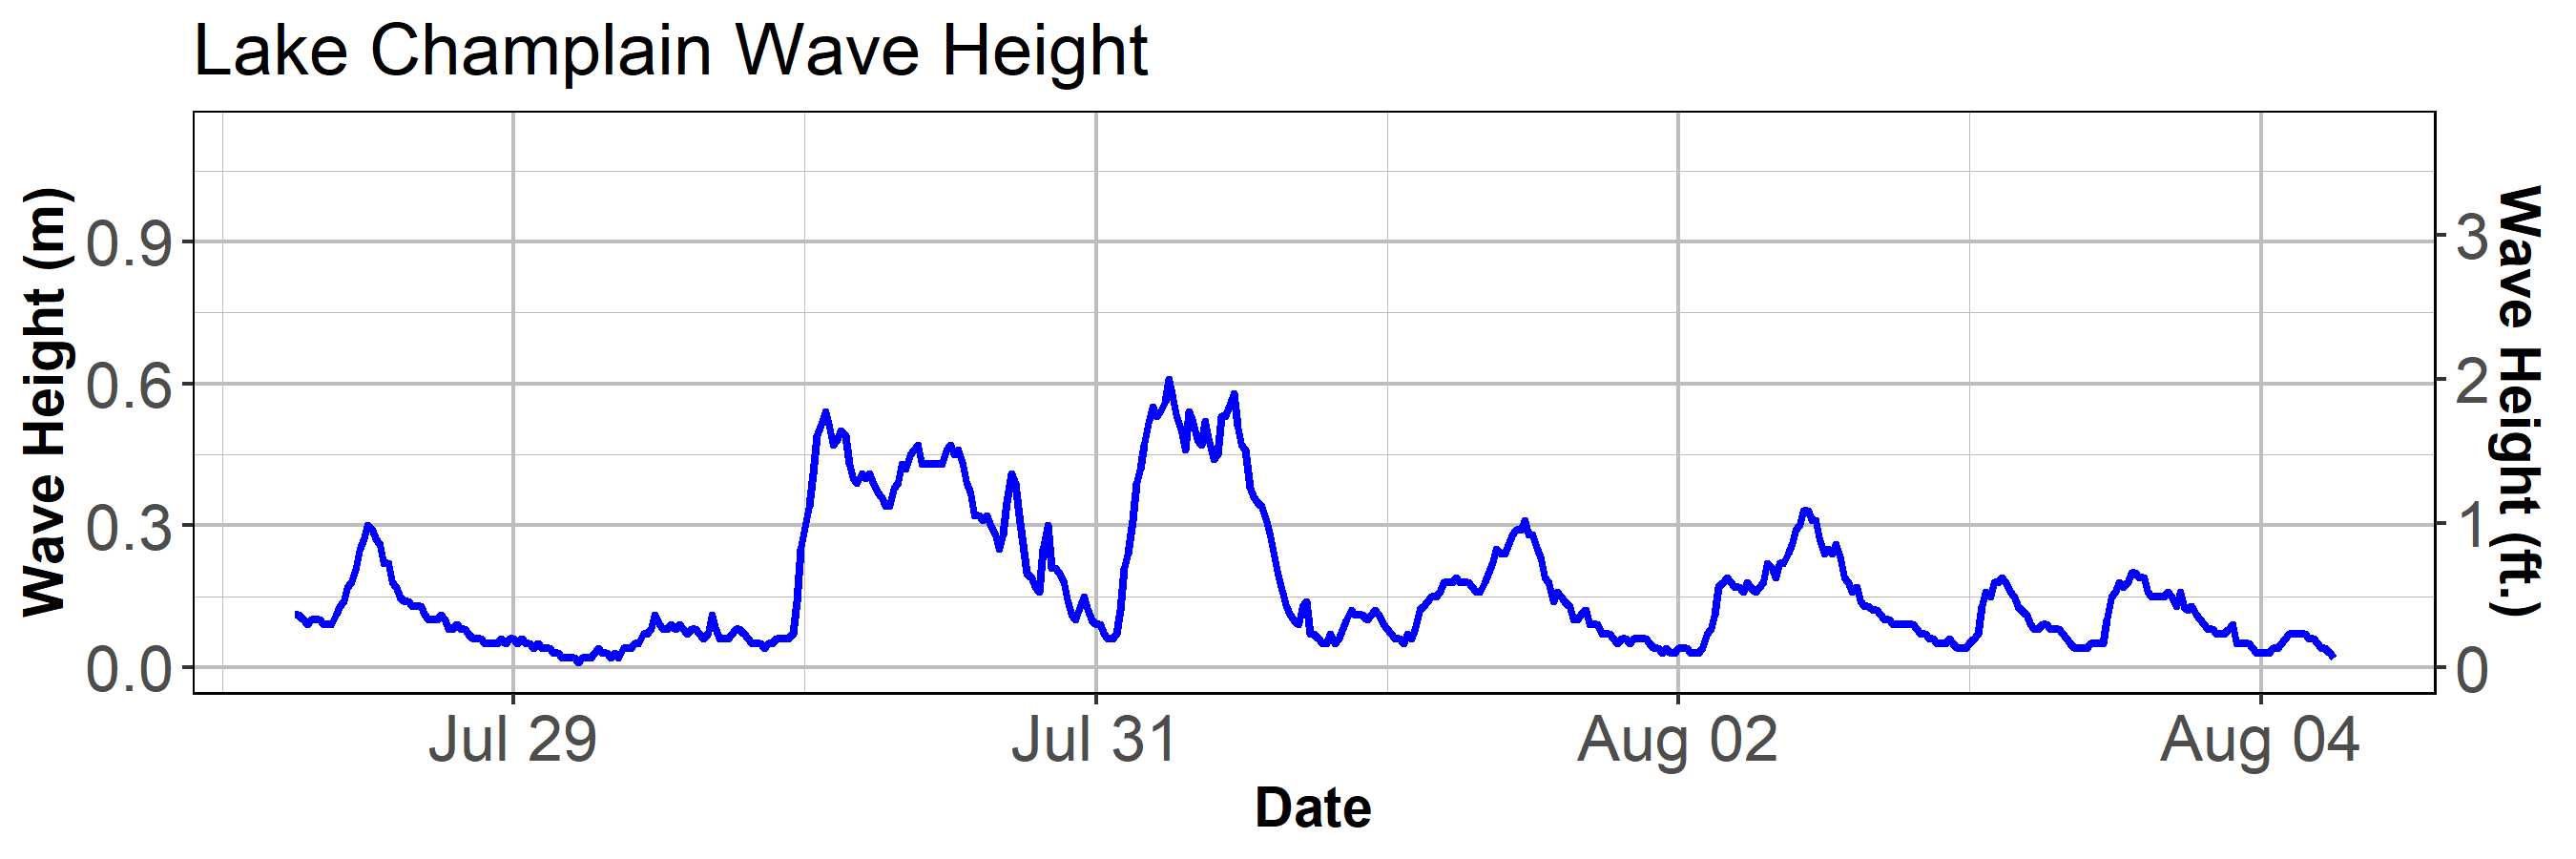 Lake Champlain Wave Height
Wave Height (m)
0.9
0.6
0.3
0.0
3
2
1
0
Wave Height (ft.)
Jul 29
Jul 31
Aug 02
Aug 04
Date